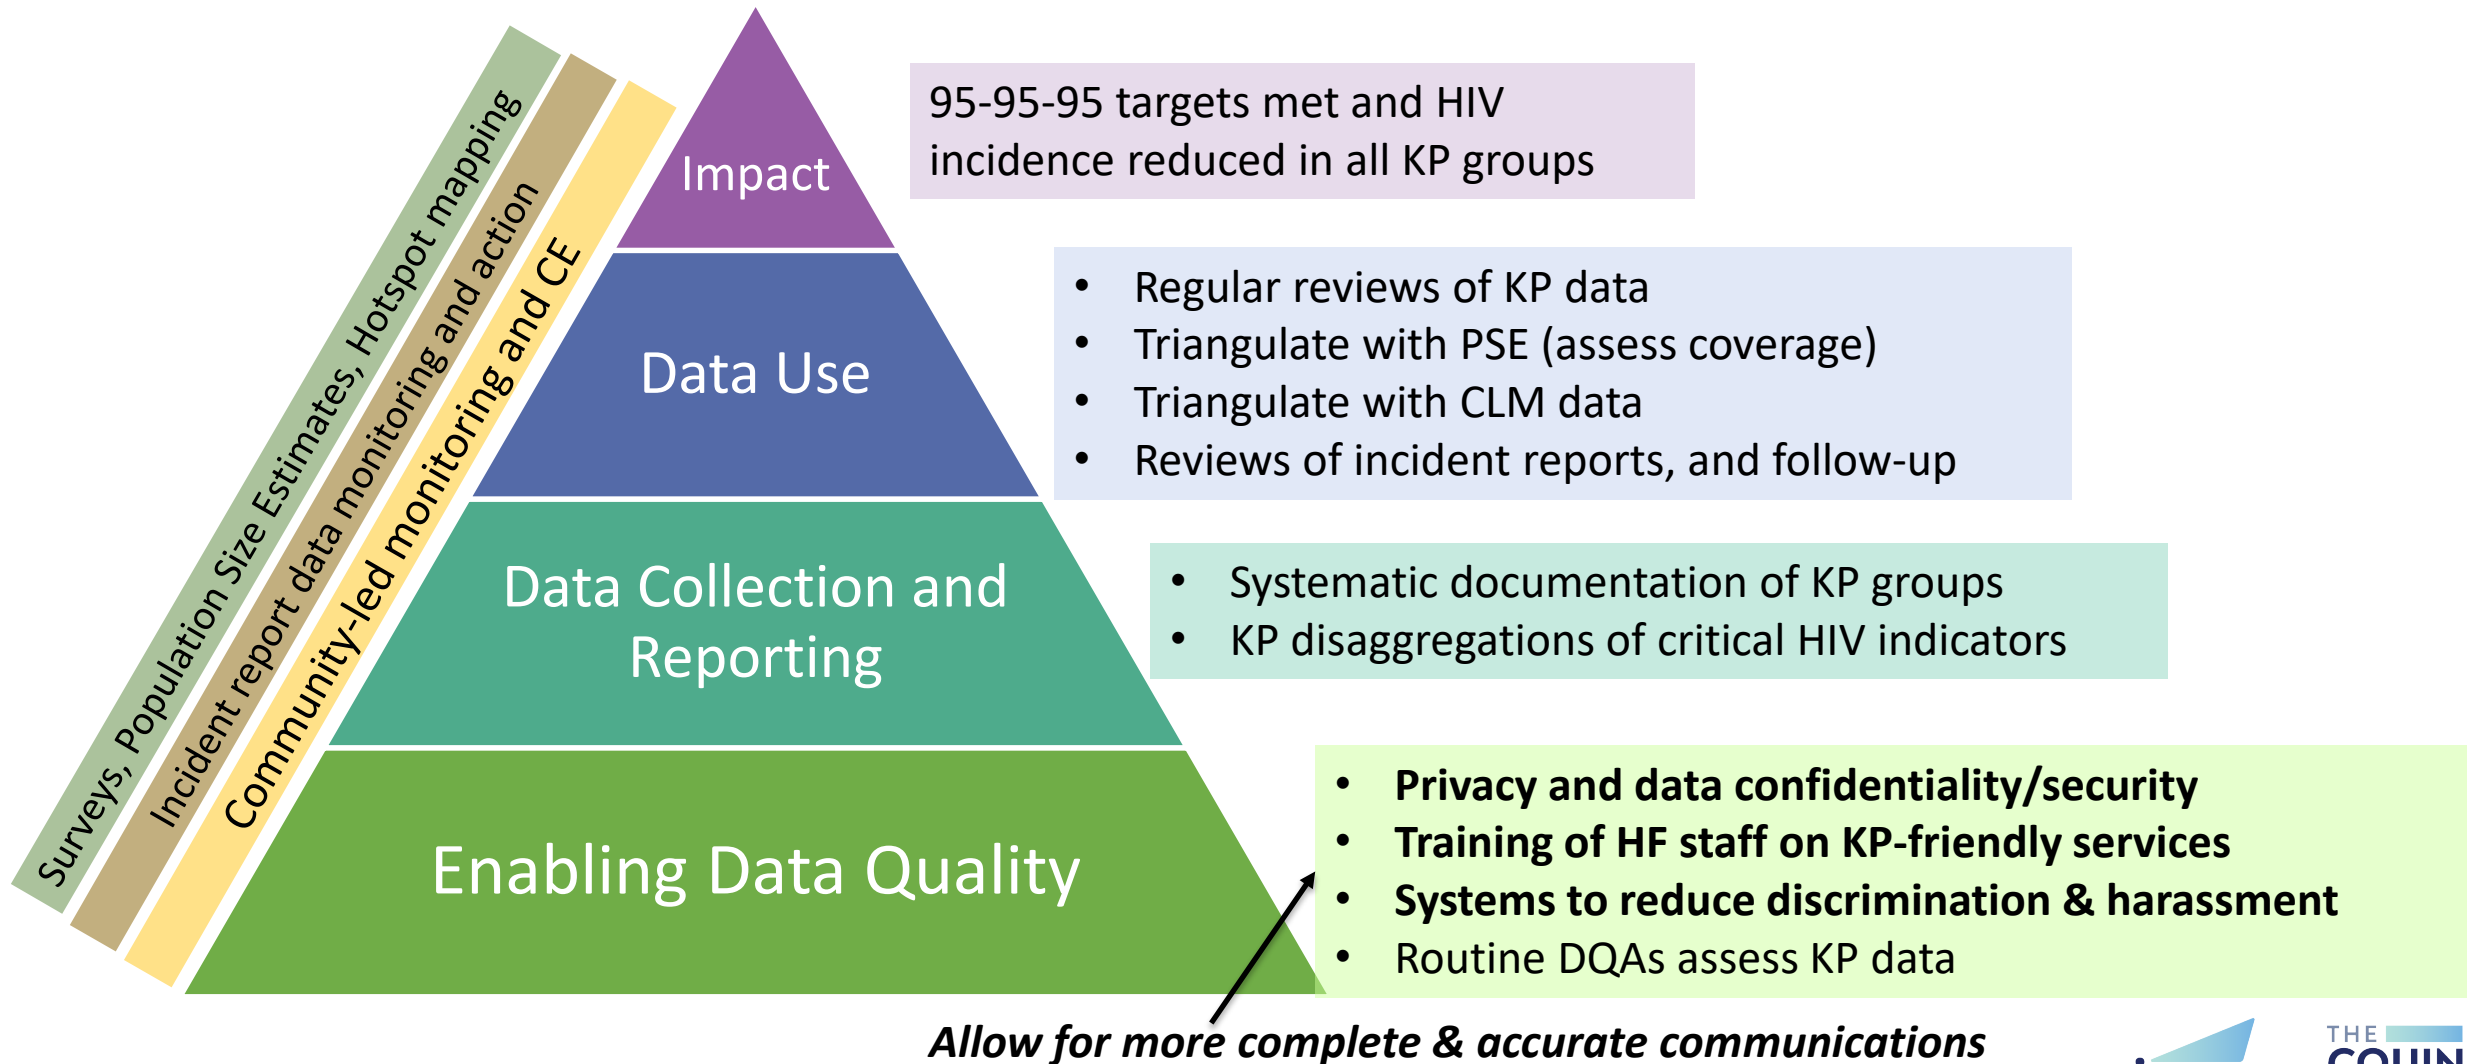 Surveys, Population Size Estimates, Hotspot mapping
Incident report data monitoring and action
Community-led monitoring and CE
Impact
95-95-95 targets met and HIV
incidence reduced in all KP groups
Data Use
• Regular reviews of KP data
• Triangulate with PSE (assess coverage)
• Triangulate with CLM data
• Reviews of incident reports, and follow-up
Data Collection and
Reporting
• Systematic documentation of KP groups
• KP disaggregations of critical HIV indicators
Enabling Data Quality
• Privacy and data confidentiality/security
• Training of HF staff on KP-friendly services
• Systems to reduce discrimination & harassment
• Routine DQAs assess KP data
Allow for more complete & accurate communications
THE